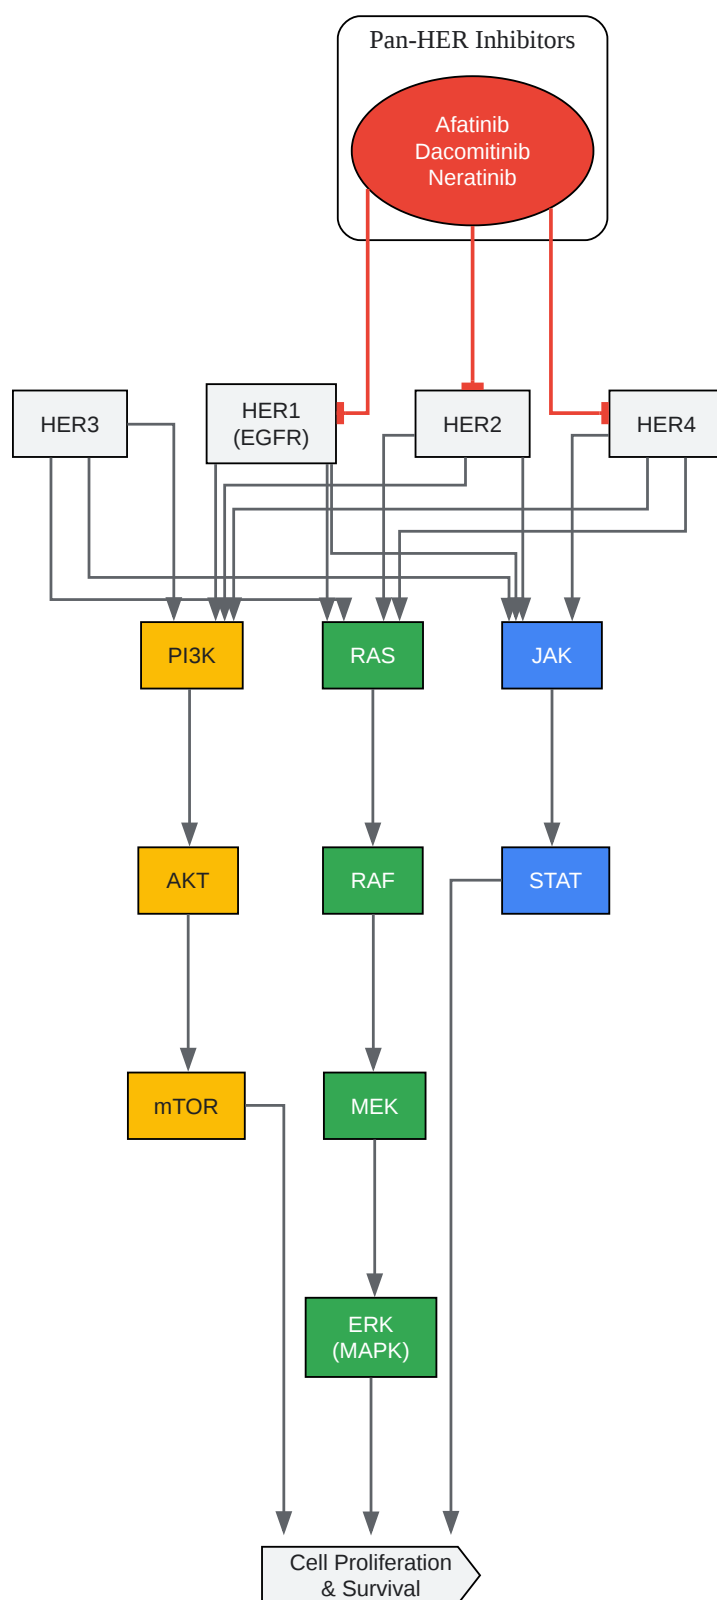 Pan-HER Inhibitors
Afatinib
Dacomitinib
Neratinib
HER3
HER1
(EGFR)
HER2
HER4
PI3K
RAS
JAK
AKT
RAF
STAT
mTOR
MEK
ERK
(MAPK)
Cell Proliferation
& Survival